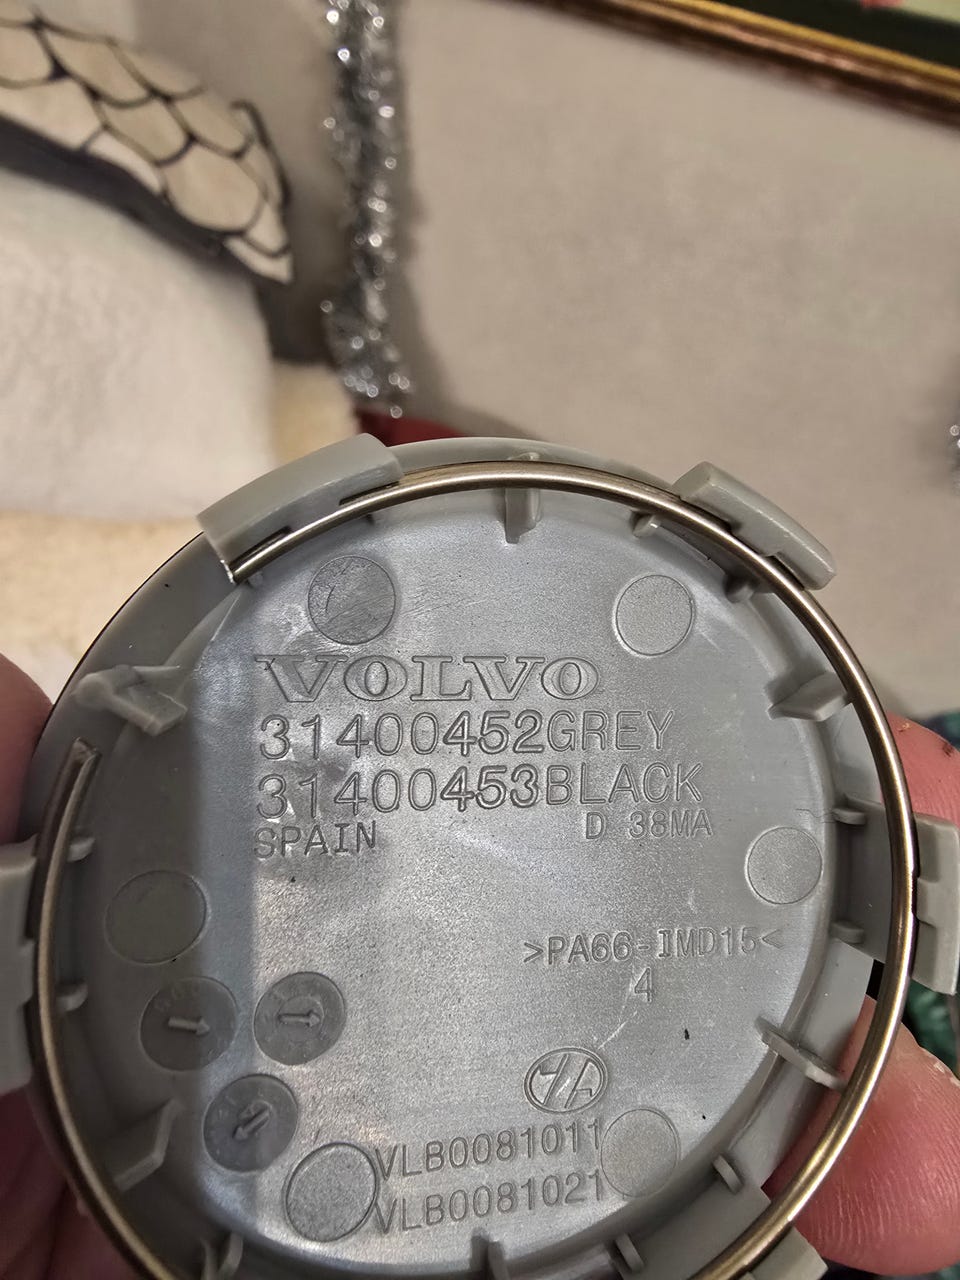 VOLVO
31400452GREY
31400453BLACK
SPAIN D 38MA
>PA66-IMD15<
4
VLB0081011
VLB0081021